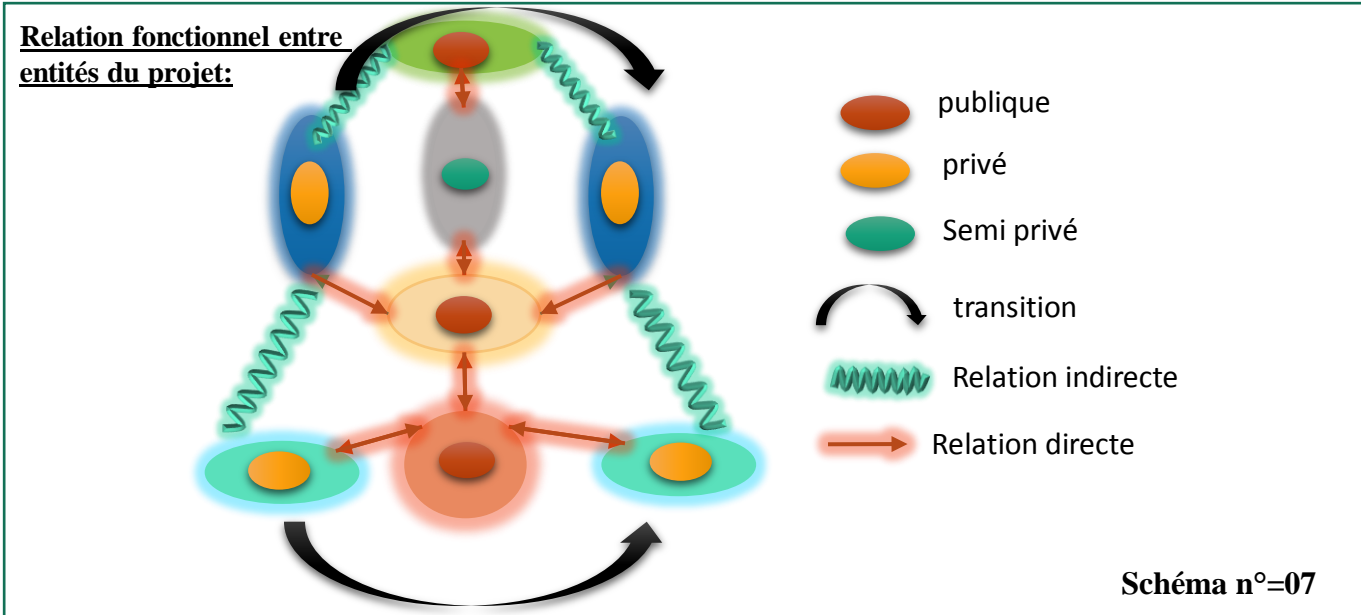 Relation fonctionnel entre
entités du projet:
publique
privé
Semi privé
transition
Relation indirecte
Relation directe
Schéma n°=07